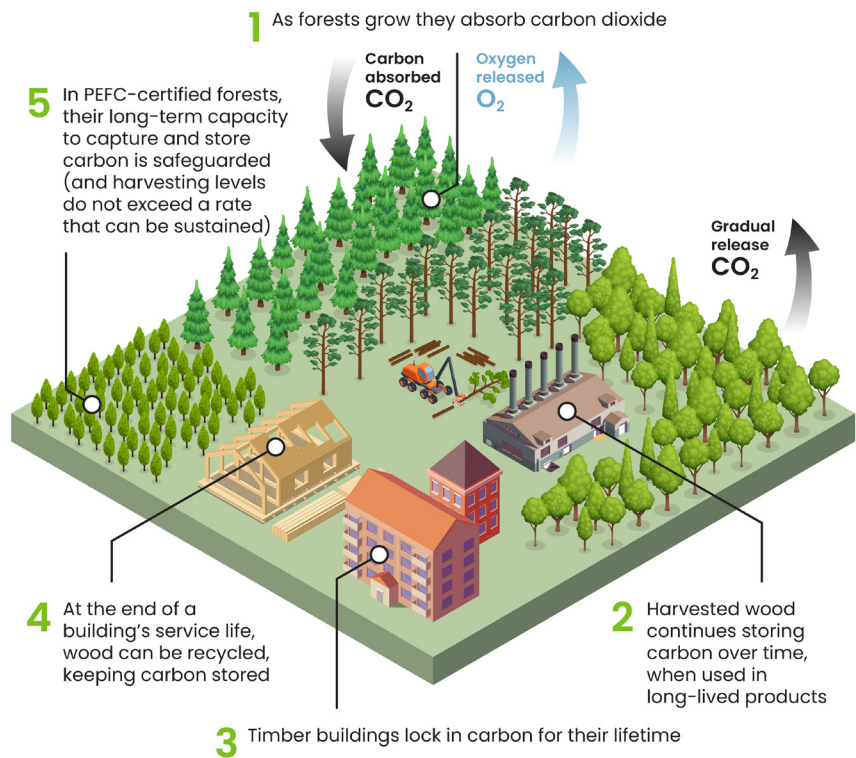 1 As forests grow they absorb carbon dioxide
Carbon
absorbed
CO₂
Oxygen
released
O₂
5 In PEFC-certified forests,
their long-term capacity
to capture and store
carbon is safeguarded
(and harvesting levels
do not exceed a rate
that can be sustained)
Gradual
release
CO₂
4 At the end of a
building’s service life,
wood can be recycled,
keeping carbon stored
2 Harvested wood
continues storing
carbon over time,
when used in
long-lived products
3 Timber buildings lock in carbon for their lifetime